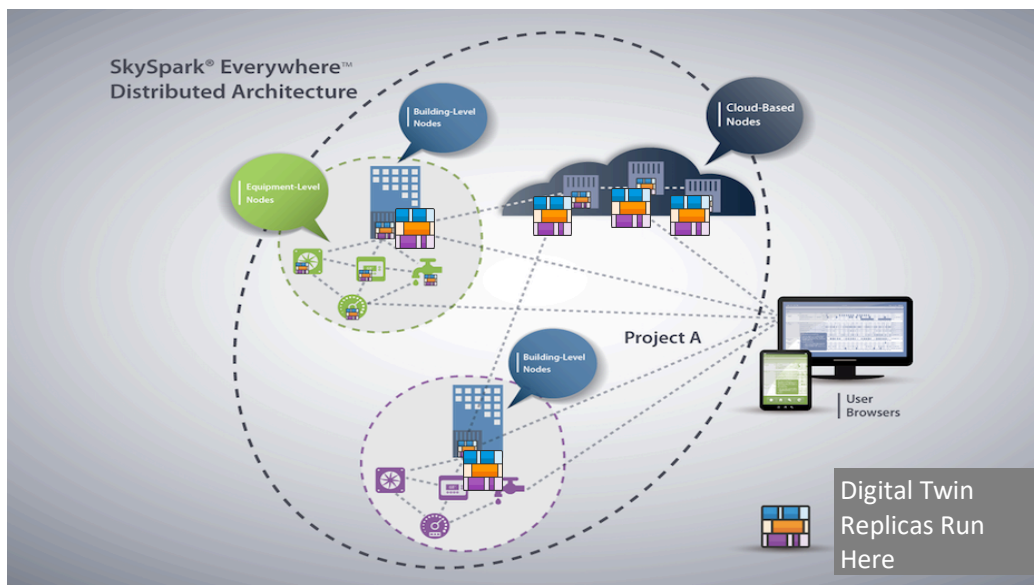 SkySpark® Everywhere™
Distributed Architecture
Building-Level
Nodes
Cloud-Based
Nodes
Equipment-Level
Nodes
Project A
Building-Level
Nodes
User
Browsers
Digital Twin
Replicas Run
Here